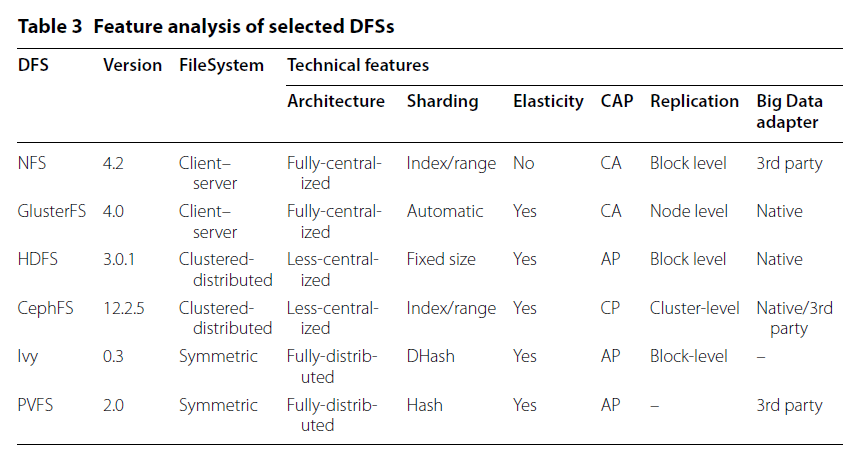 Table 3 Feature analysis of selected DFSs
DFS Version FileSystem Technical features
Architecture Sharding Elasticity CAP Replication Big Data
adapter
NFS 4.2 Client– Fully-central- Index/range No CA Block level 3rd party
server ized
GlusterFS 4.0 Client– Fully-central- Automatic Yes CA Node level Native
server ized
HDFS 3.0.1 Clustered- Less-central- Fixed size Yes AP Block level Native
distributed ized
CephFS 12.2.5 Clustered- Less-central- Index/range Yes CP Cluster-level Native/3rd
distributed ized party
Ivy 0.3 Symmetric Fully-distrib- DHash Yes AP Block-level –
uted
PVFS 2.0 Symmetric Fully-distrib- Hash Yes AP – 3rd party
uted